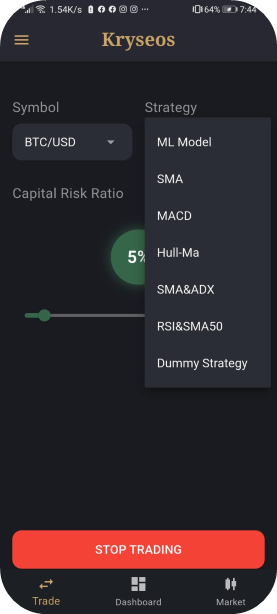 1.54K/s 64% 7:44
Kryseos
Symbol
Strategy
BTC/USD
ML Model
SMA
MACD
Hull-Ma
SMA&ADX
RSI&SMA50
Dummy Strategy
Capital Risk Ratio
5%
STOP TRADING
Trade
Dashboard
Market